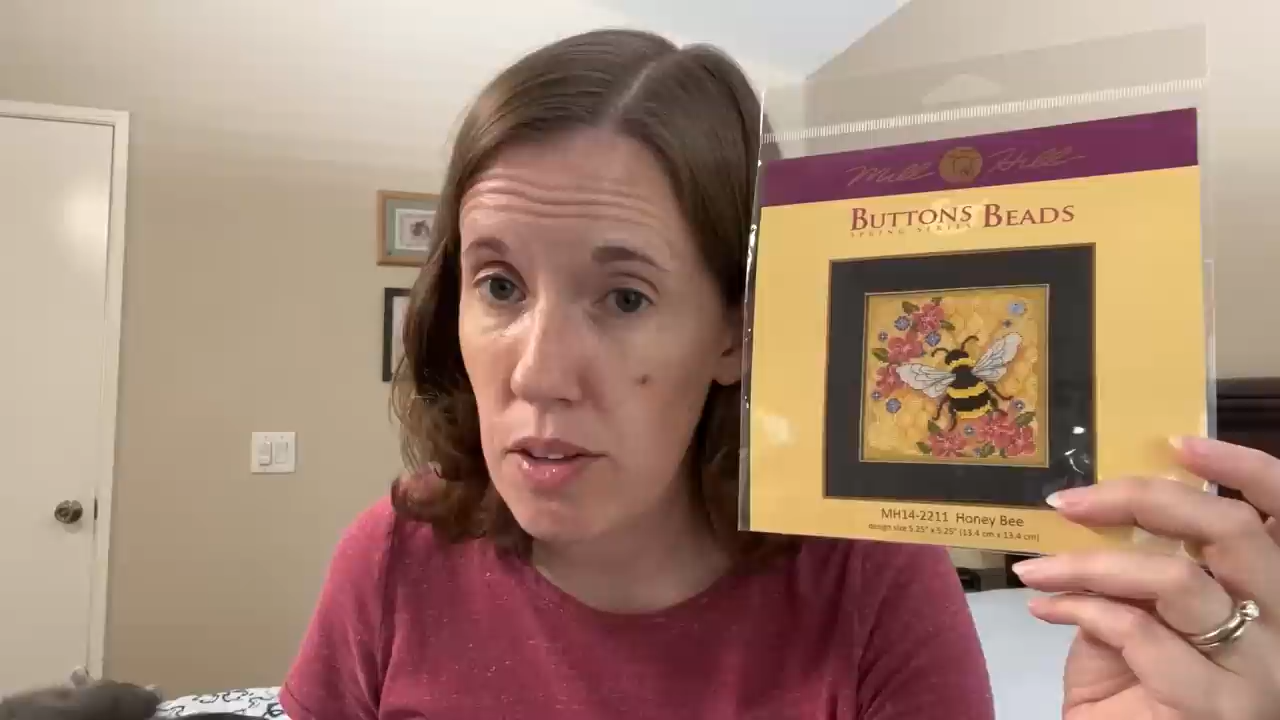 Mill Hill
BUTTONS & BEADS
SPRING SERIES
MH14-2211 Honey Bee
design size 5.25" x 5.25" (13.4 cm x 13.4 cm)